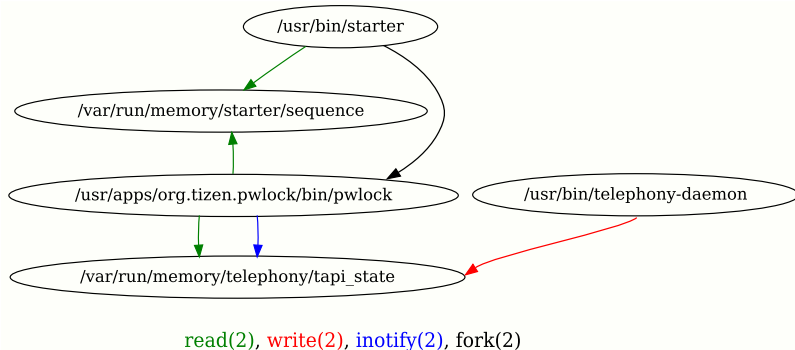 /usr/bin/starter
/var/run/memory/starter/sequence
/usr/apps/org.tizen.pwlock/bin/pwlock
/usr/bin/telephony-daemon
/var/run/memory/telephony/tapi_state
read(2), write(2), inotify(2), fork(2)